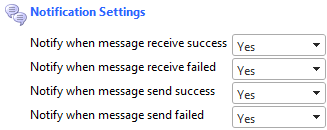 Notification Settings
Notify when message receive success Yes
Notify when message receive failed Yes
Notify when message send success Yes
Notify when message send failed Yes